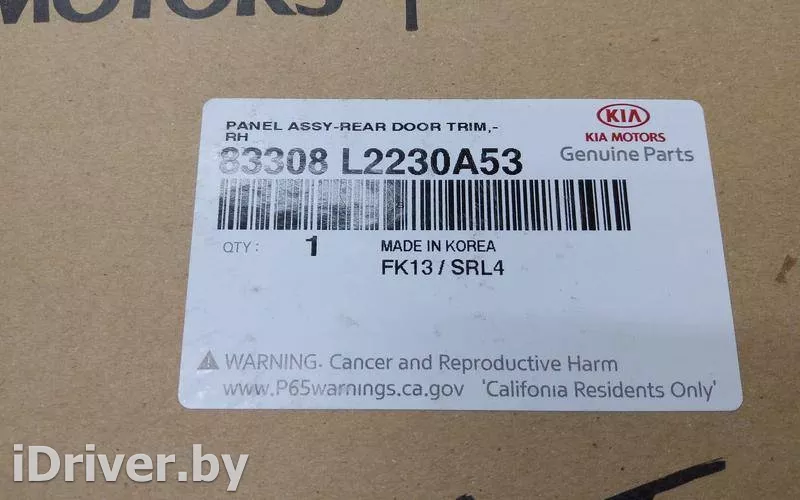 MOTORS
PANEL ASSY-REAR DOOR TRIM,-
RH
83308 L2230A53
KIA
KIA MOTORS
Genuine Parts
QTY: 1 MADE IN KOREA
FK13 / SRL4
WARNING. Cancer and Reproductive Harm
www.P65warnings.ca.gov 'Califonia Residents Only'
iDriver.by